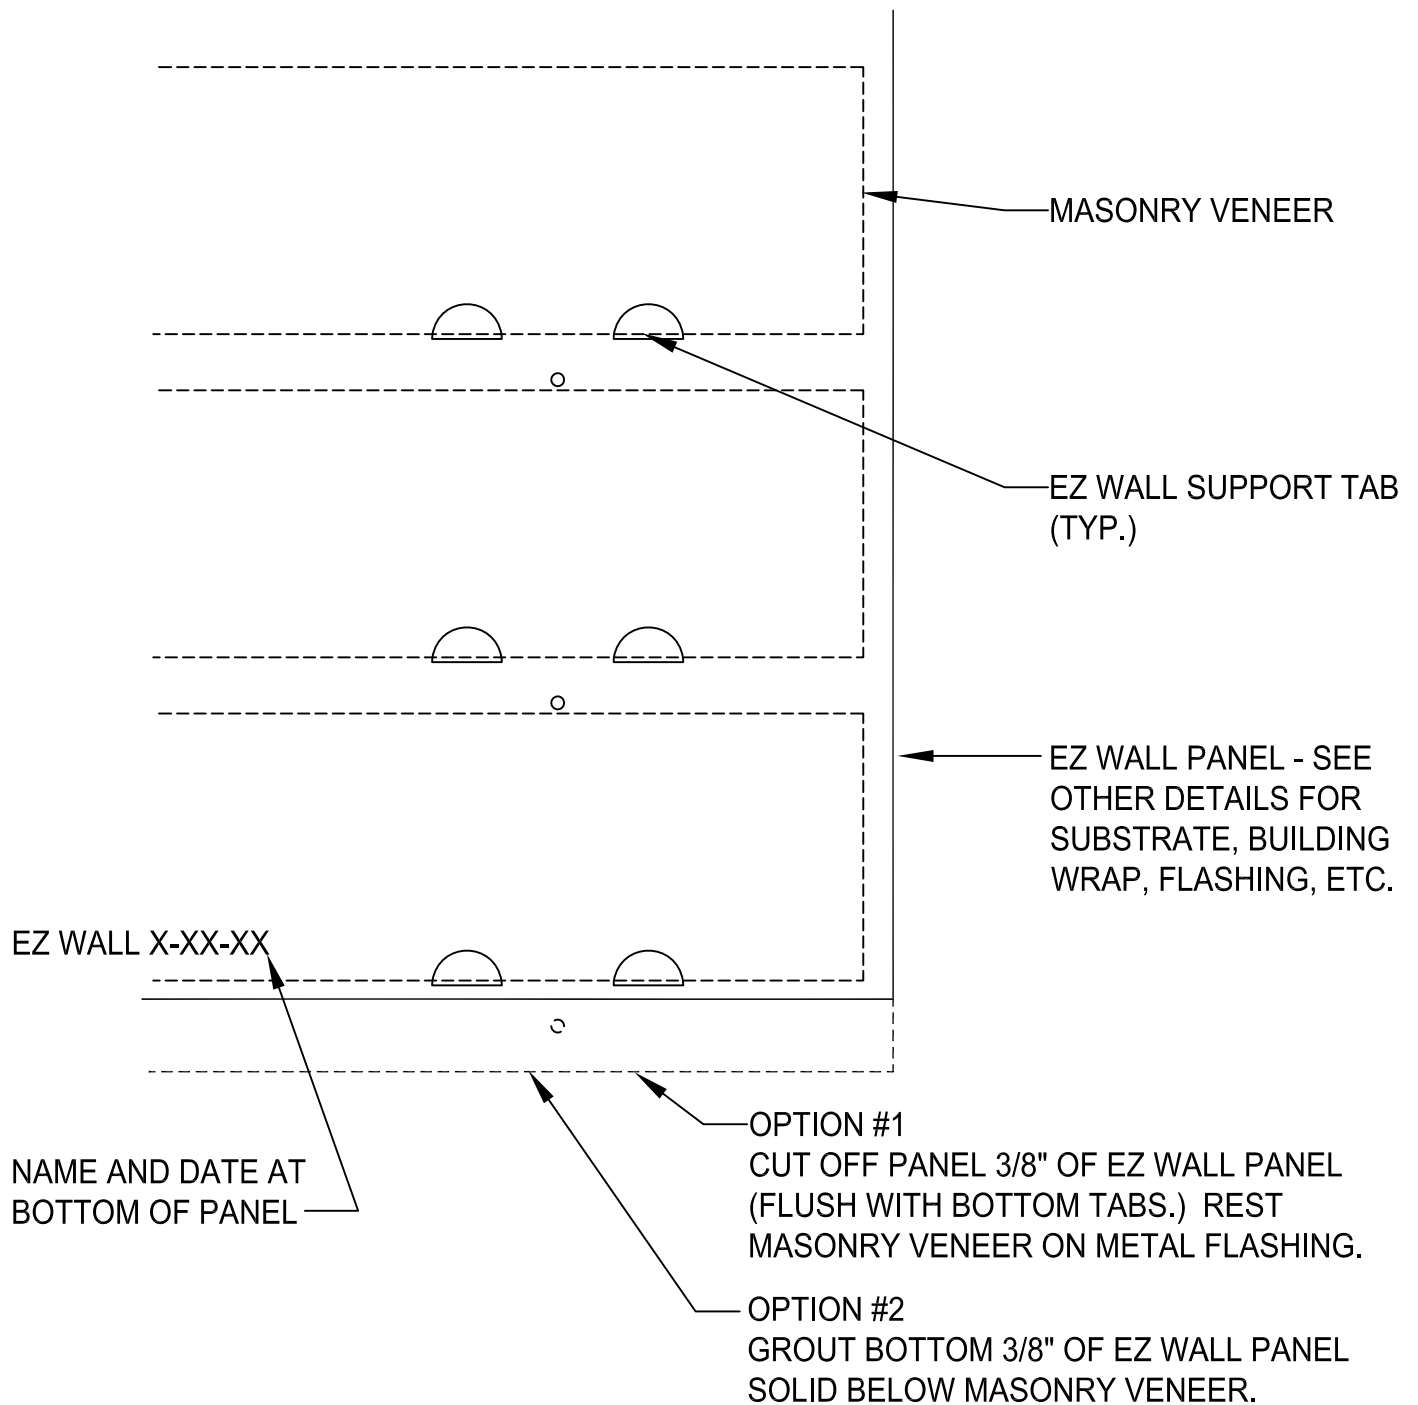 MASONRY VENEER
EZ WALL SUPPORT TAB
(TYP.)
EZ WALL PANEL - SEE
OTHER DETAILS FOR
SUBSTRATE, BUILDING
WRAP, FLASHING, ETC.
EZ WALL X-XX-XX
NAME AND DATE AT
BOTTOM OF PANEL
OPTION #1
CUT OFF PANEL 3/8" OF EZ WALL PANEL
(FLUSH WITH BOTTOM TABS.) REST
MASONRY VENEER ON METAL FLASHING.
OPTION #2
GROUT BOTTOM 3/8" OF EZ WALL PANEL
SOLID BELOW MASONRY VENEER.